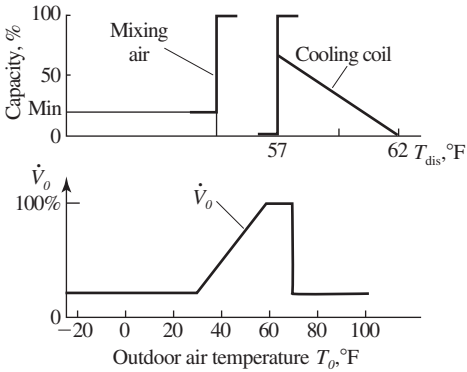 Capacity, %
100
50
Min
0
Mixing
air
Cooling coil
57
62
T_dis,°F
V̇_0
100%
0
V̇_0
−20
0
20
40
60
80
100
Outdoor air temperature T_0,°F